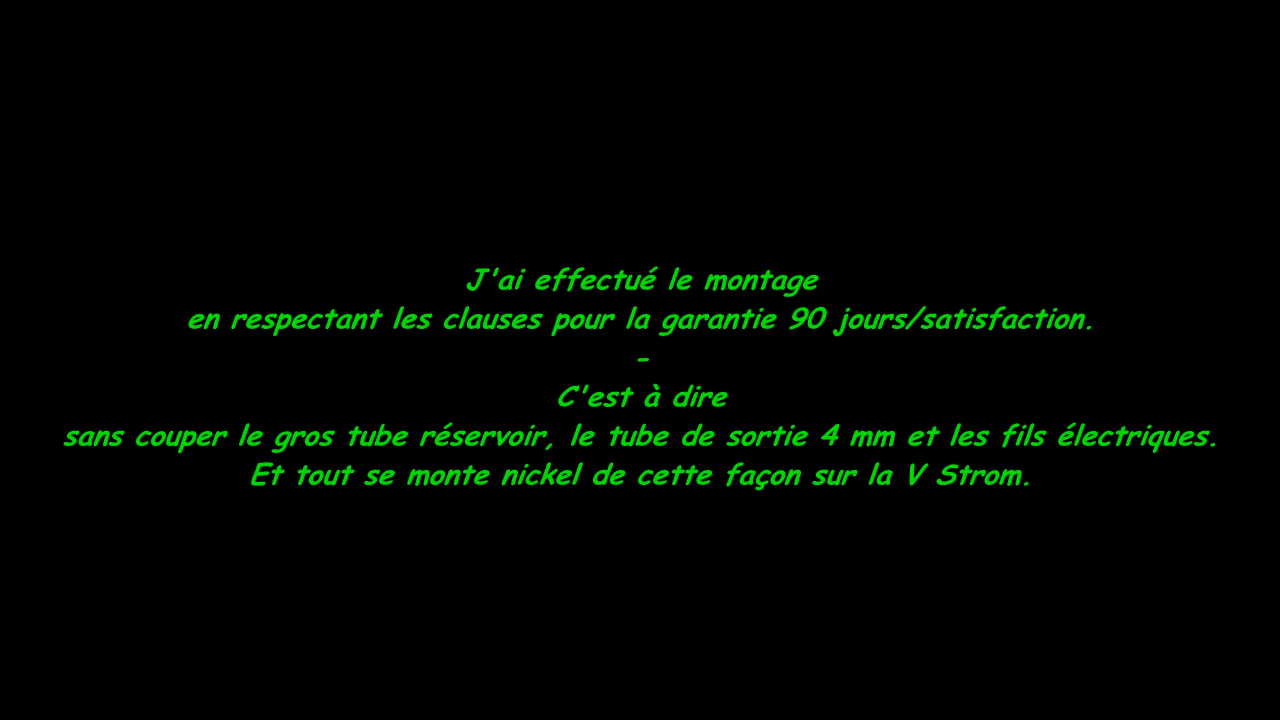 J'ai effectué le montage
en respectant les clauses pour la garantie 90 jours/satisfaction.
-
C'est à dire
sans couper le gros tube réservoir, le tube de sortie 4 mm et les fils électriques.
Et tout se monte nickel de cette façon sur la V Strom.